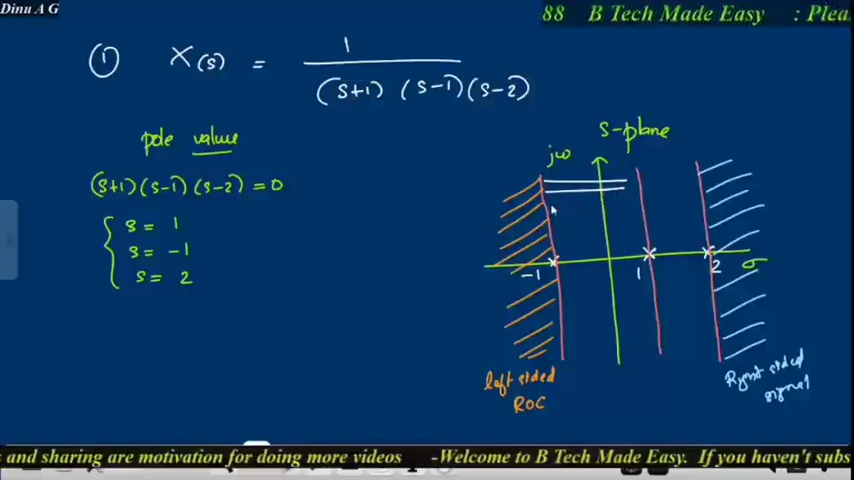 Dinu A G
88 B Tech Made Easy : Plea
① X(s) = 1 / (s+1) (s-1)(s-2)
pole value
(s+1)(s-1)(s-2) = 0
s = 1
s = -1
s = 2
s-plane
jω
-1 1 2 σ
left sided
ROC
Right sided
signal
and sharing are motivation for doing more videos -Welcome to B Tech Made Easy. If you haven't subs